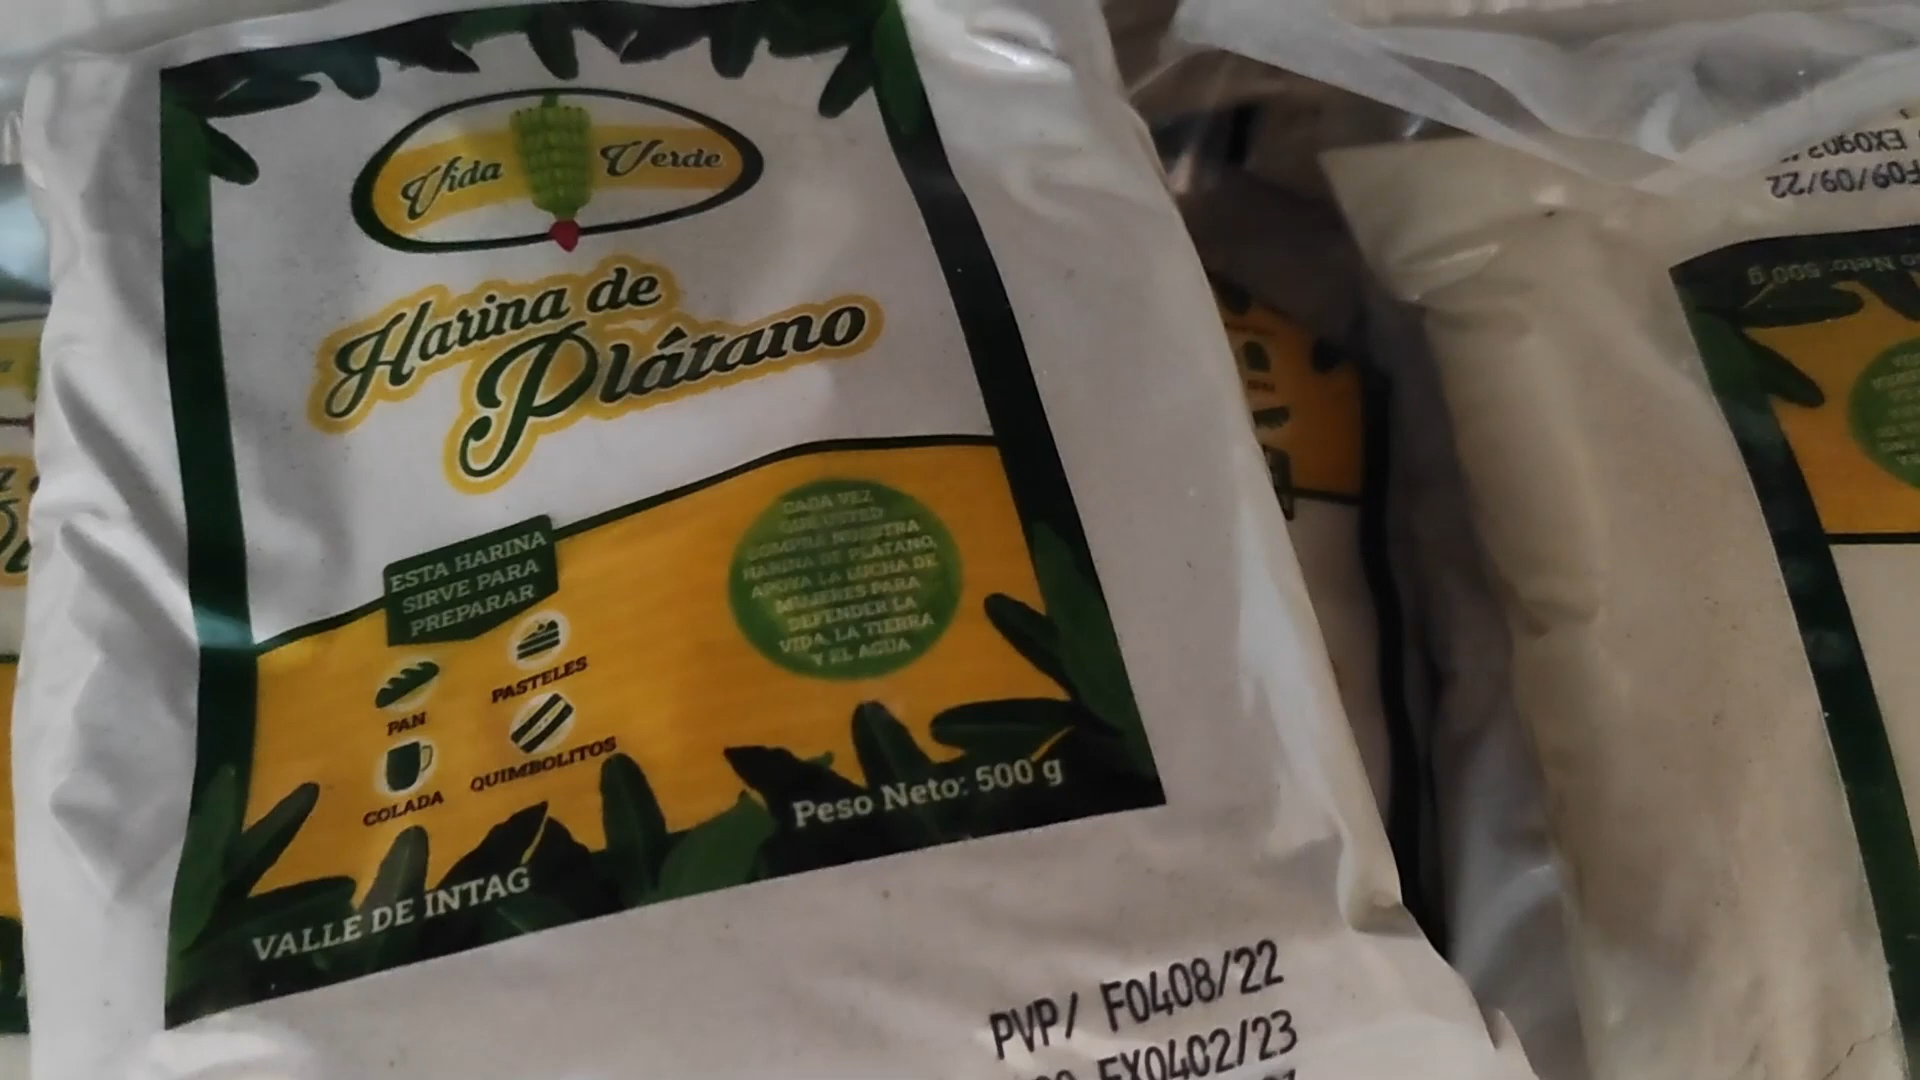 Vida Verde
Harina de
Plátano
ESTA HARINA
SIRVE PARA
PREPARAR
PAN
PASTELES
COLADA
QUIMBOLITOS
CADA VEZ
QUE USTED
COMPRA NUESTRA
HARINA DE PLATANO,
APOYA LA LUCHA DE
MUJERES PARA
DEFENDER LA
VIDA, LA TIERRA
Y EL AGUA
Peso Neto: 500 g
VALLE DE INTAG
PVP/ F0408/22
EX0402/23
F09/09/22
Neto: 500 g